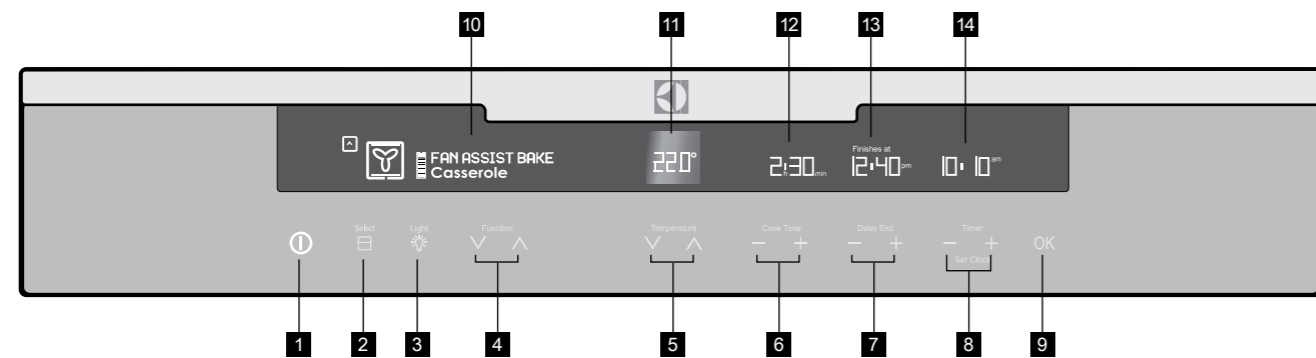 10 11 12 13 14
Finishes at
FAN ASSIST BAKE 220° 2h:30min 12:40pm 10:10am
Casserole
Select Light Function Temperature Cook Time Delay End Timer
OK
Set Clock
1 2 3 4 5 6 7 8 9